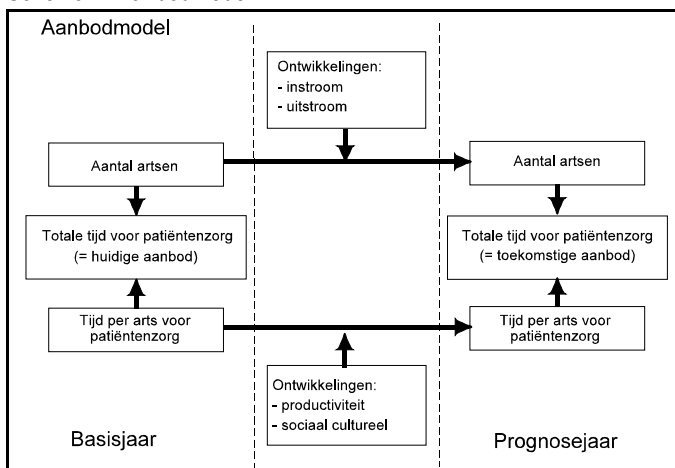 Aanbodmodel
Ontwikkelingen:
- instroom
- uitstroom
Aantal artsen
Aantal artsen
Totale tijd voor patiëntenzorg
(= huidige aanbod)
Totale tijd voor patiëntenzorg
(= toekomstige aanbod)
Tijd per arts voor
patiëntenzorg
Tijd per arts voor
patiëntenzorg
Ontwikkelingen:
- productiviteit
- sociaal cultureel
Basisjaar
Prognosejaar